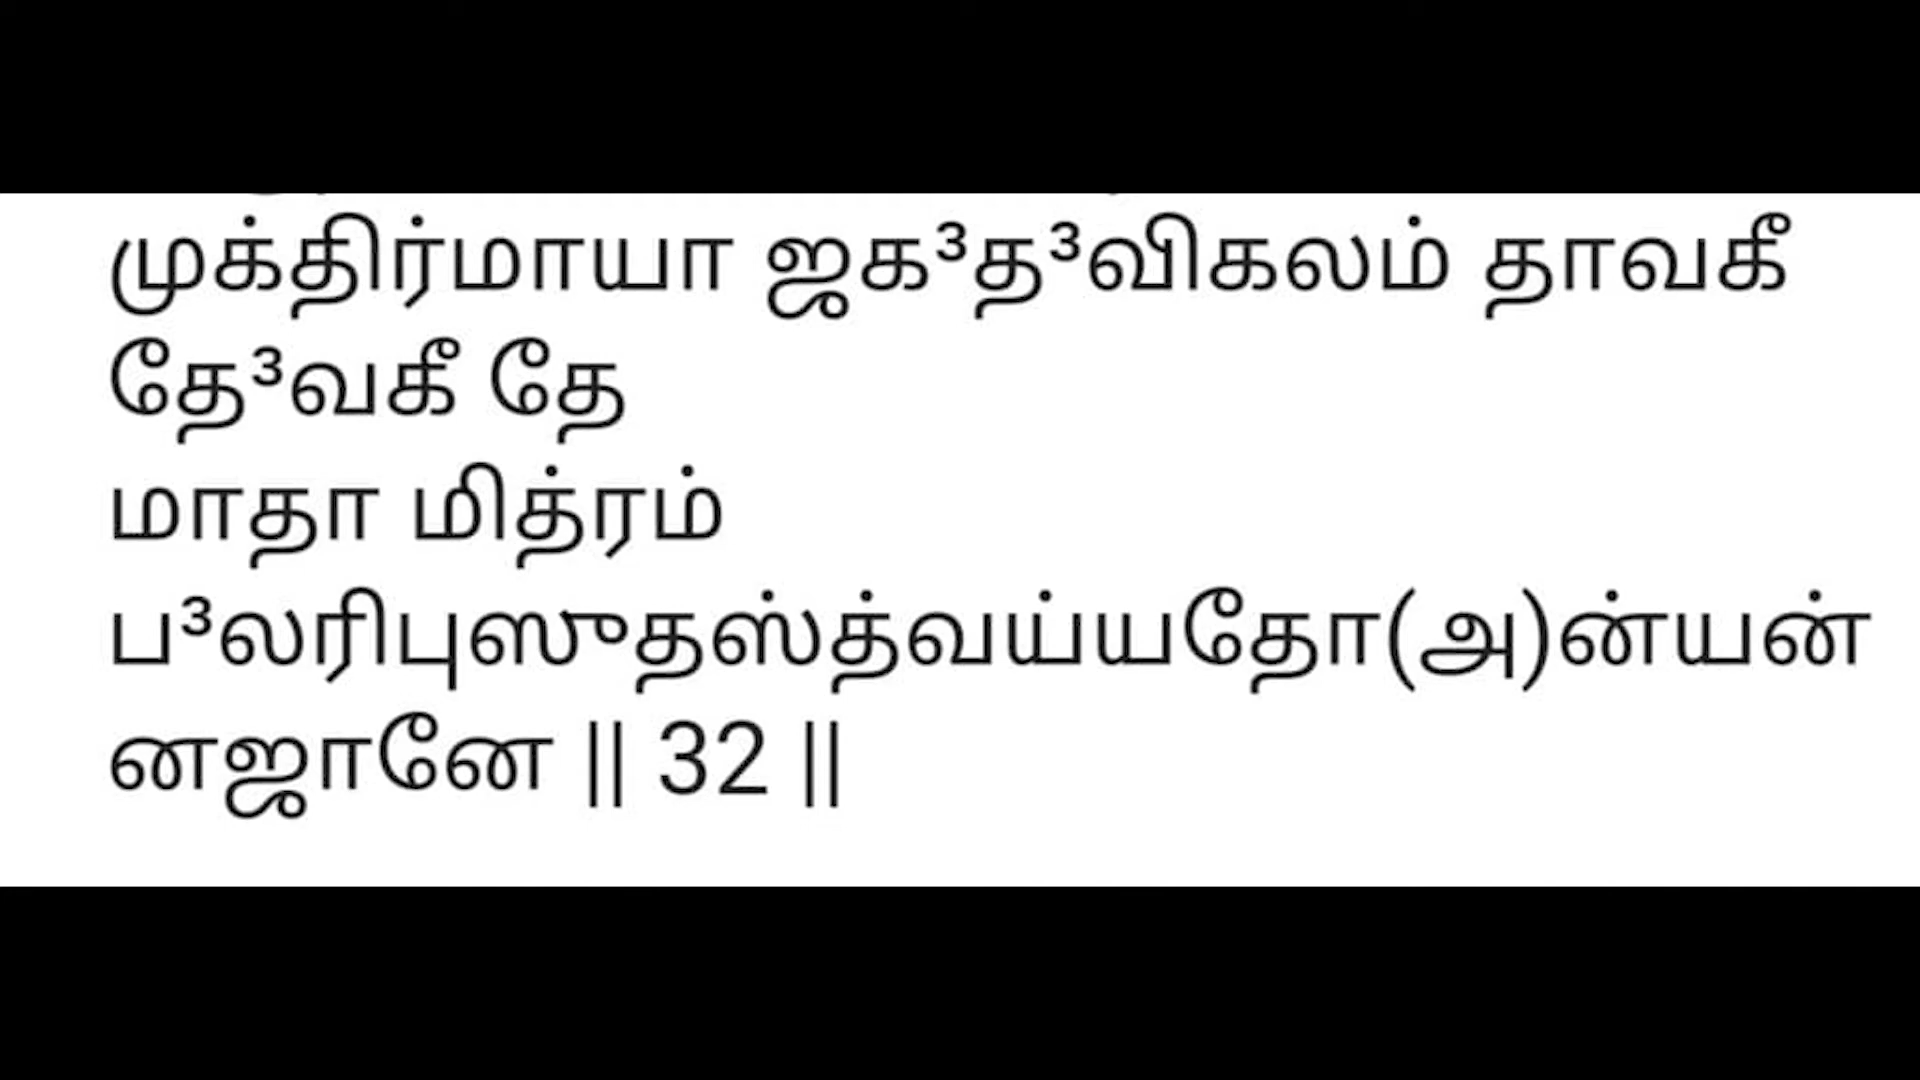 முக்திர்மாயா ஜக³த³விகலம் தாவகீ
தே³வகீ தே
மாதா மித்ரம்
ப³லரிபுஸுதஸ்த்வய்யதோ(அ)ன்யன்
னஜானே || 32 ||